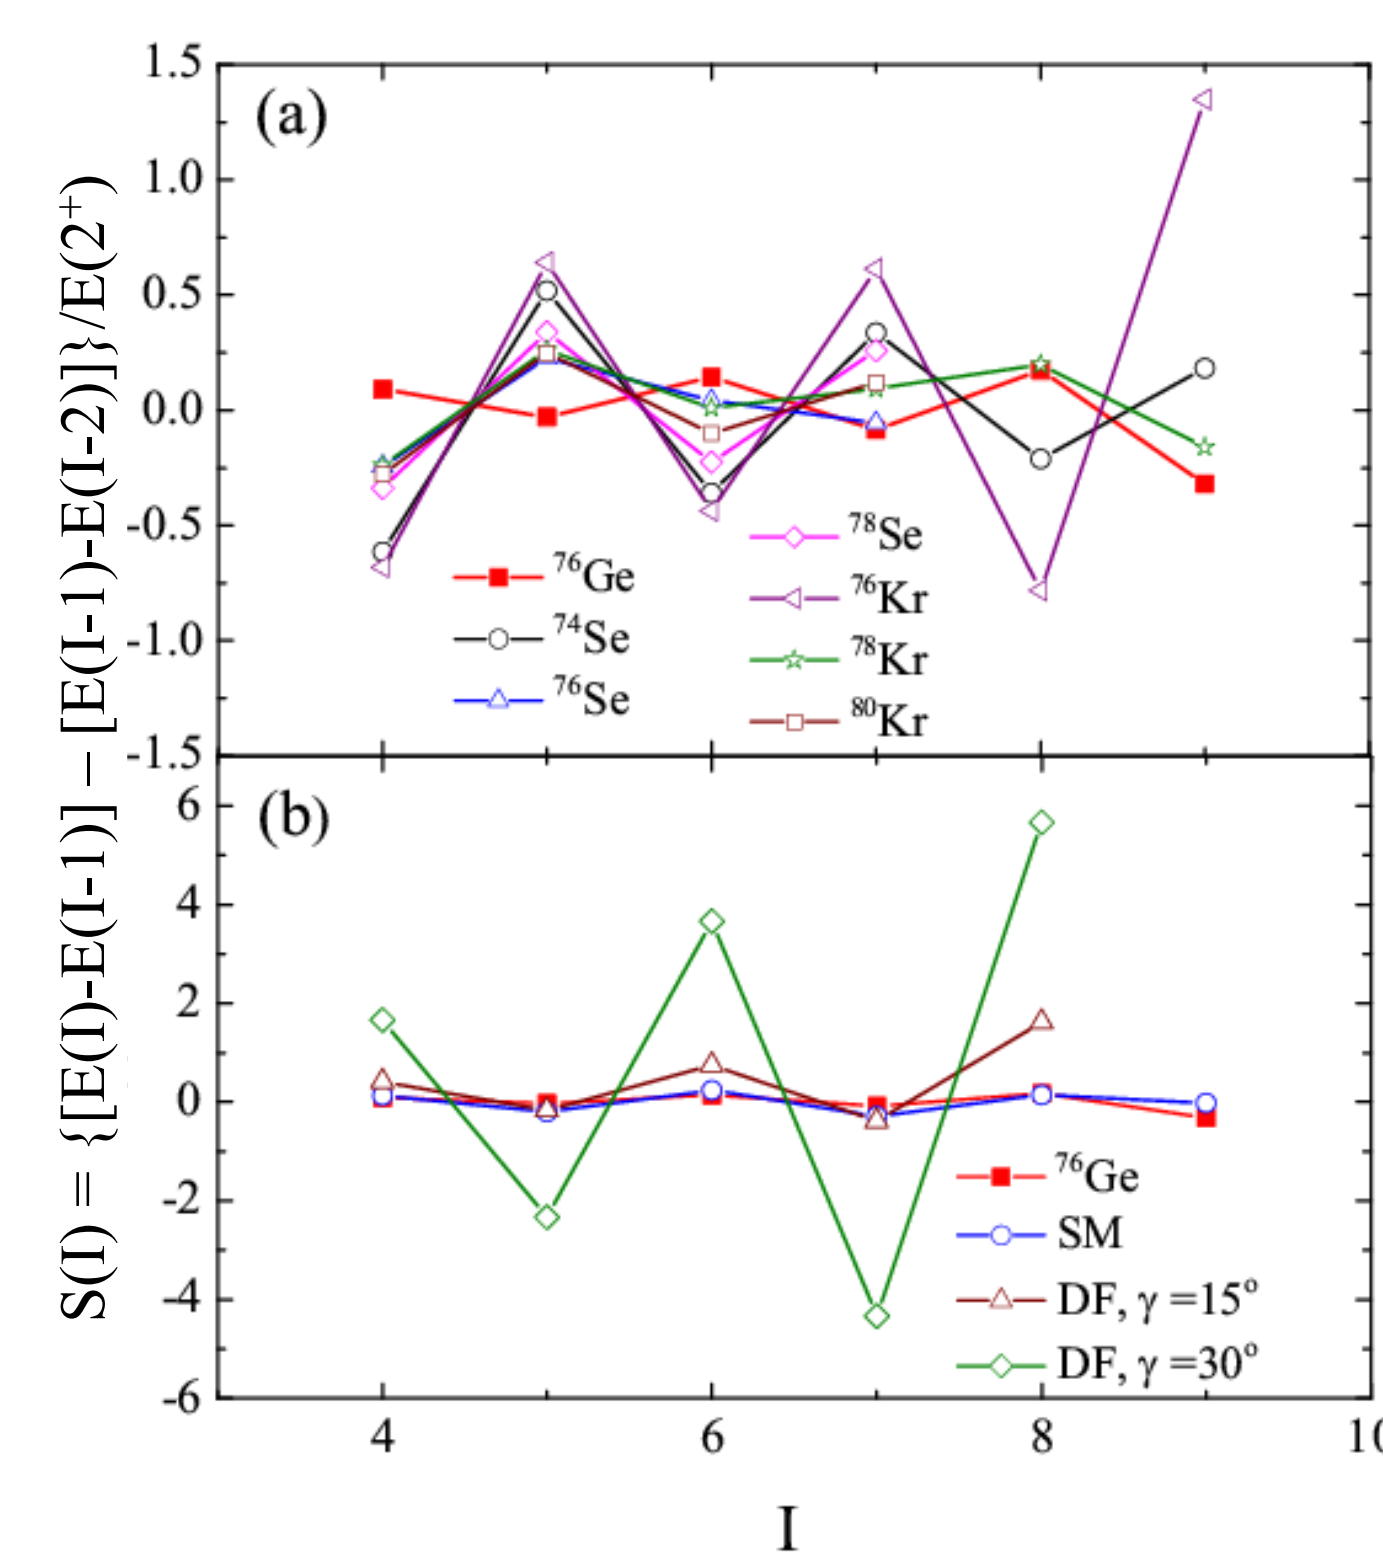 S(I) = {[E(I)-E(I-1)] – [E(I-1)-E(I-2)]}/E(2⁺)
1.5
(a)
1.0
0.5
0.0
-0.5
-1.0
-1.5
⁷⁶Ge
⁷⁴Se
⁷⁶Se
⁷⁸Se
⁷⁶Kr
⁷⁸Kr
⁸⁰Kr
(b)
6
4
2
0
-2
-4
-6
⁷⁶Ge
SM
DF, γ =15°
DF, γ =30°
4
6
8
10
I